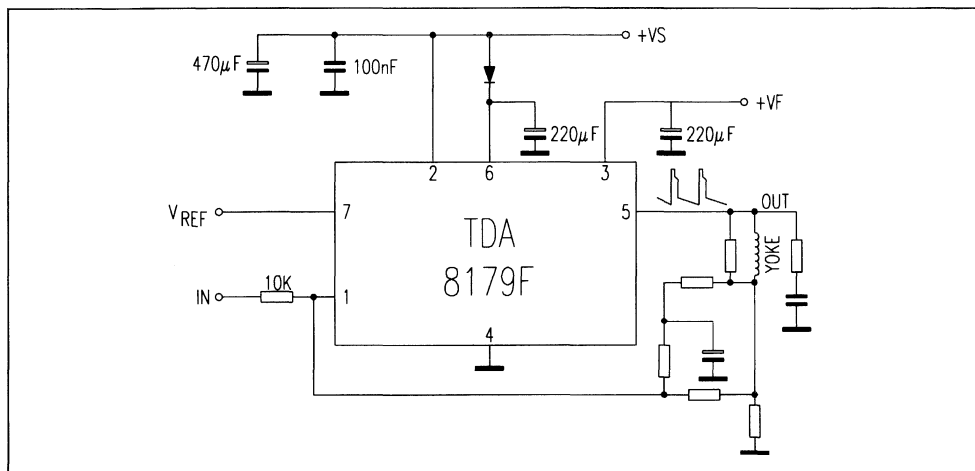 +VS
470µF
100nF
+VF
220µF
220µF
2
6
3
V REF
7
TDA
8179F
5
OUT
YOKE
IN
10K
1
4